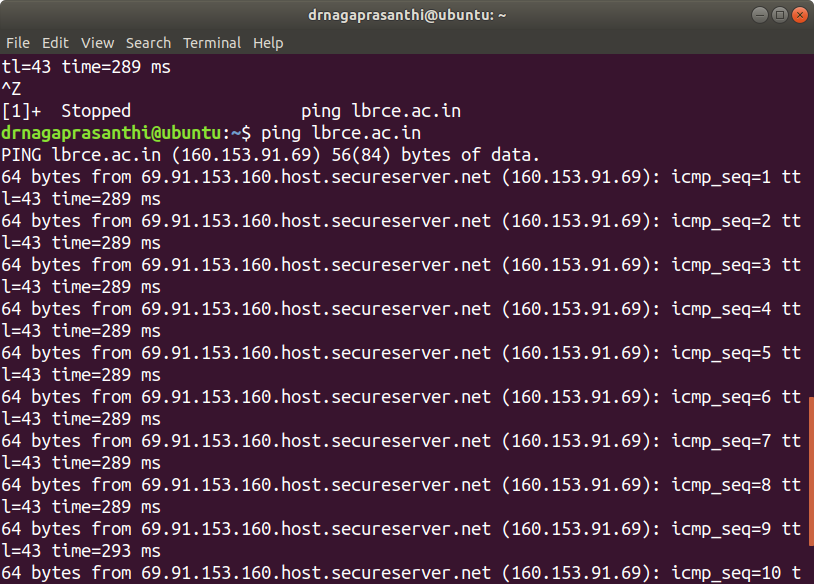 drnagaprasanthi@ubuntu: ~
File Edit View Search Terminal Help
tl=43 time=289 ms
^Z
[1]+  Stopped                 ping lbrce.ac.in
drnagaprasanthi@ubuntu:~$ ping lbrce.ac.in
PING lbrce.ac.in (160.153.91.69) 56(84) bytes of data.
64 bytes from 69.91.153.160.host.secureserver.net (160.153.91.69): icmp_seq=1 tt
l=43 time=289 ms
64 bytes from 69.91.153.160.host.secureserver.net (160.153.91.69): icmp_seq=2 tt
l=43 time=289 ms
64 bytes from 69.91.153.160.host.secureserver.net (160.153.91.69): icmp_seq=3 tt
l=43 time=289 ms
64 bytes from 69.91.153.160.host.secureserver.net (160.153.91.69): icmp_seq=4 tt
l=43 time=289 ms
64 bytes from 69.91.153.160.host.secureserver.net (160.153.91.69): icmp_seq=5 tt
l=43 time=289 ms
64 bytes from 69.91.153.160.host.secureserver.net (160.153.91.69): icmp_seq=6 tt
l=43 time=289 ms
64 bytes from 69.91.153.160.host.secureserver.net (160.153.91.69): icmp_seq=7 tt
l=43 time=289 ms
64 bytes from 69.91.153.160.host.secureserver.net (160.153.91.69): icmp_seq=8 tt
l=43 time=289 ms
64 bytes from 69.91.153.160.host.secureserver.net (160.153.91.69): icmp_seq=9 tt
l=43 time=293 ms
64 bytes from 69.91.153.160.host.secureserver.net (160.153.91.69): icmp_seq=10 t